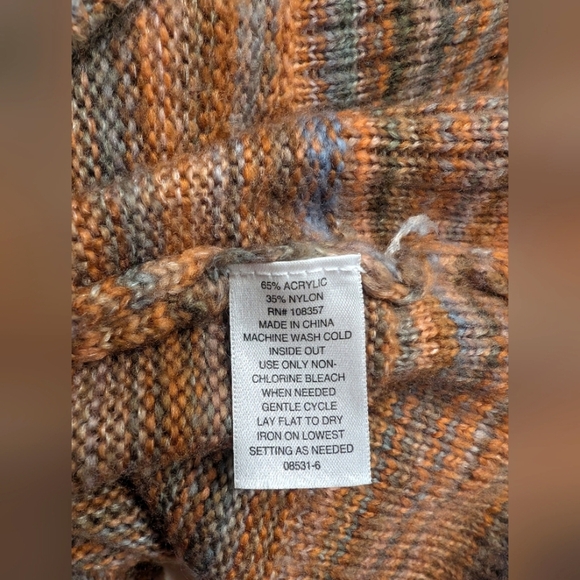 65% ACRYLIC
35% NYLON
RN# 108357
MADE IN CHINA
MACHINE WASH COLD
INSIDE OUT
USE ONLY NON-
CHLORINE BLEACH
WHEN NEEDED
GENTLE CYCLE
LAY FLAT TO DRY
IRON ON LOWEST
SETTING AS NEEDED
08531-6